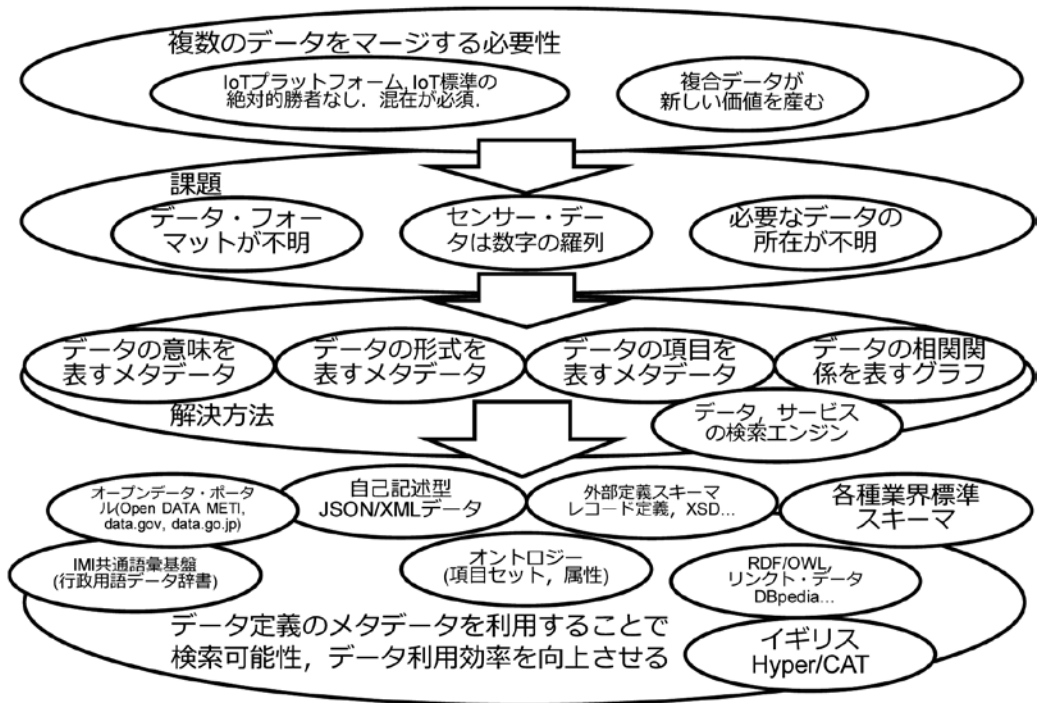 複数のデータをマージする必要性
IoTプラットフォーム, IoT標準の
絶対的勝者なし．混在が必須．
複合データが
新しい価値を産む
課題
データ・フォー
マットが不明
センサー・デー
タは数字の羅列
必要なデータの
所在が不明
データの意味を
表すメタデータ
データの形式を
表すメタデータ
データの項目を
表すメタデータ
データの相関関
係を表すグラフ
解決方法
データ，サービス
の検索エンジン
オープンデータ・ポータ
ル(Open DATA METI,
data.gov, data.go.jp)
自己記述型
JSON/XMLデータ
外部定義スキーマ
レコード定義，XSD...
各種業界標準
スキーマ
IMI共通語彙基盤
(行政用語データ辞書)
オントロジー
(項目セット，属性)
RDF/OWL,
リンクト・データ
DBpedia...
データ定義のメタデータを利用することで
検索可能性，データ利用効率を向上させる
イギリス
Hyper/CAT